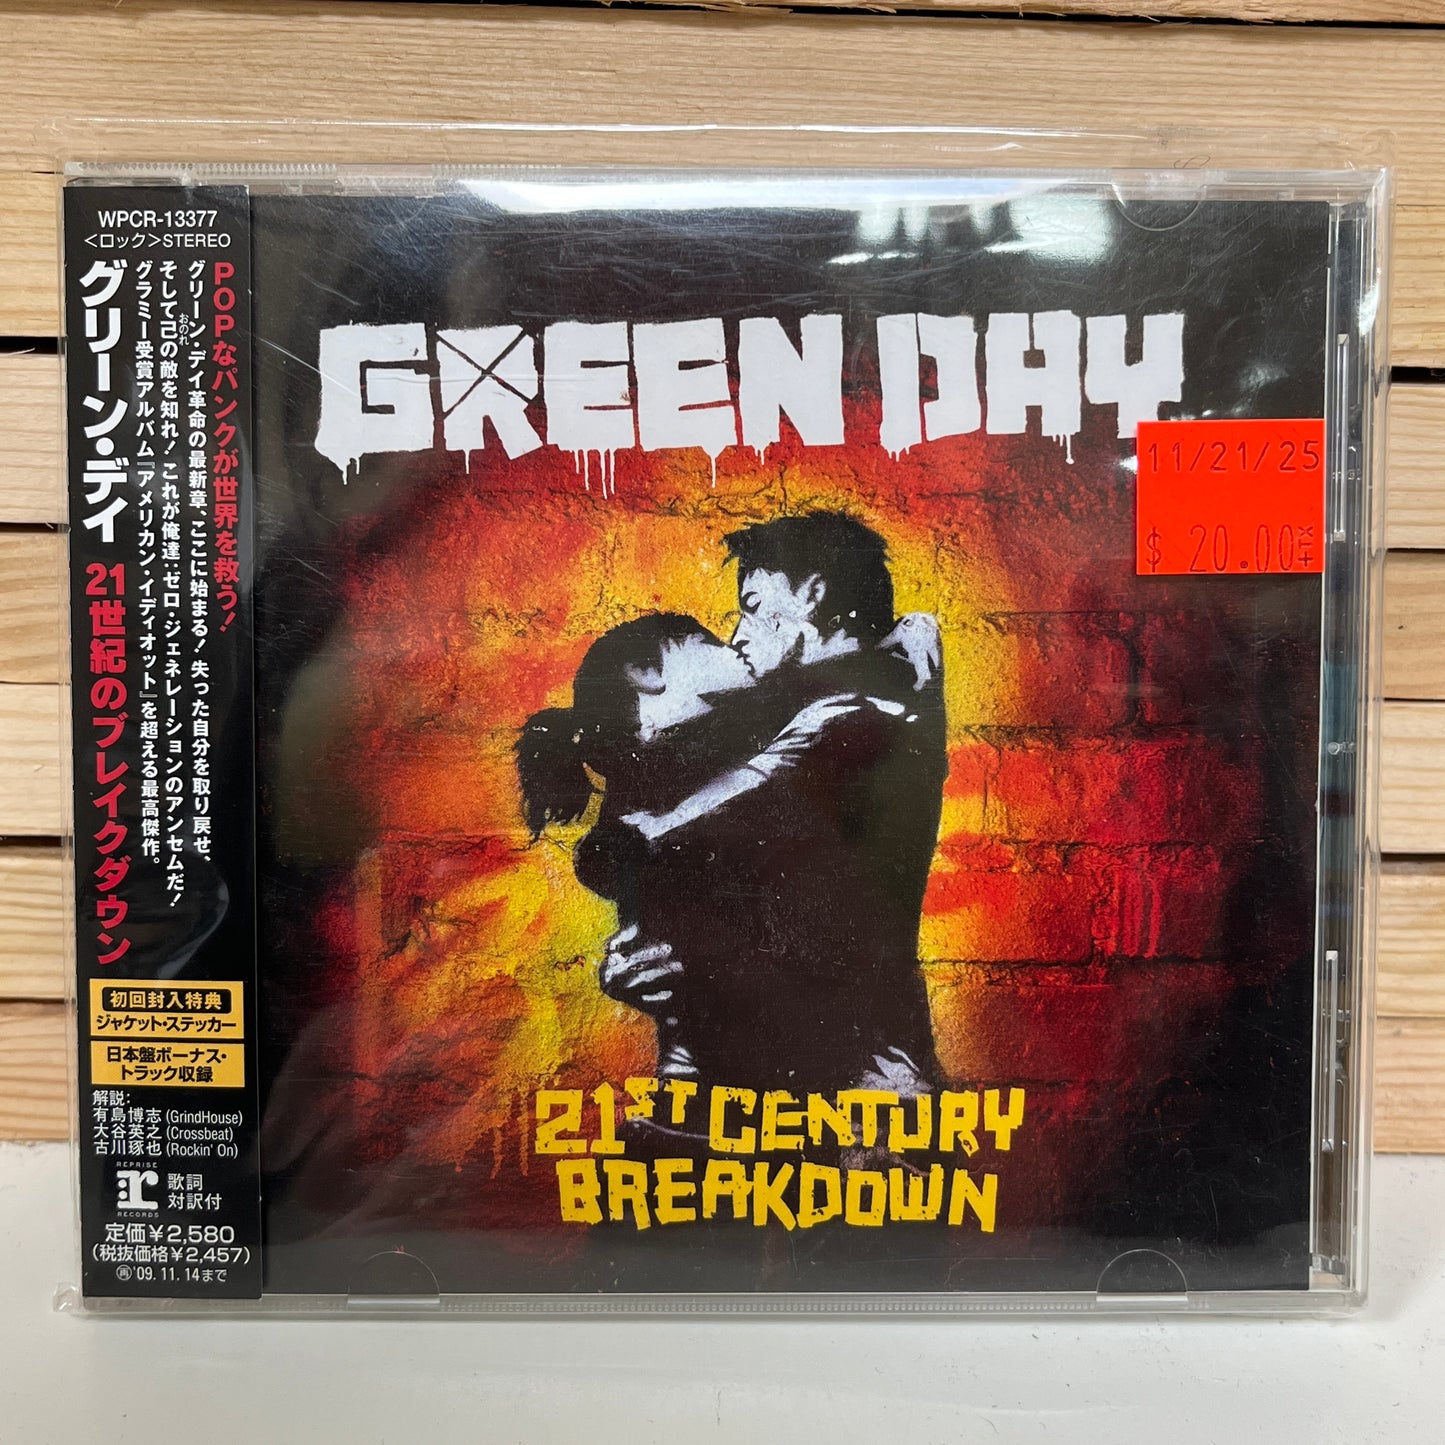 WPCR-13377
<ロック>STEREO
POPなパンクが世界を救う!
グリーン・デイ革命の最新章、ここに始まる! 失った自分を取り戻せ、
そして己の敵を知れ! これが俺達:ゼロ・ジェネレーションのアンセムだ!
おのれ
グラミー受賞アルバム『アメリカン・イディオット』を超える最高傑作。
グリーン・デイ 21世紀のブレイクダウン
初回封入特典
ジャケット・ステッカー
日本盤ボーナス・
トラック収録
解説:
有島博志 (GrindHouse)
大谷英之 (Crossbeat)
古川琢也 (Rockin' On)
REPRISE
r
RECORDS
歌詞
対訳付
定価¥2,580
(税抜価格¥2,457)
再'09.11.14まで
GREEN DAY
11/21/25
$ 20.00
+TX
21ST CENTURY
BREAKDOWN